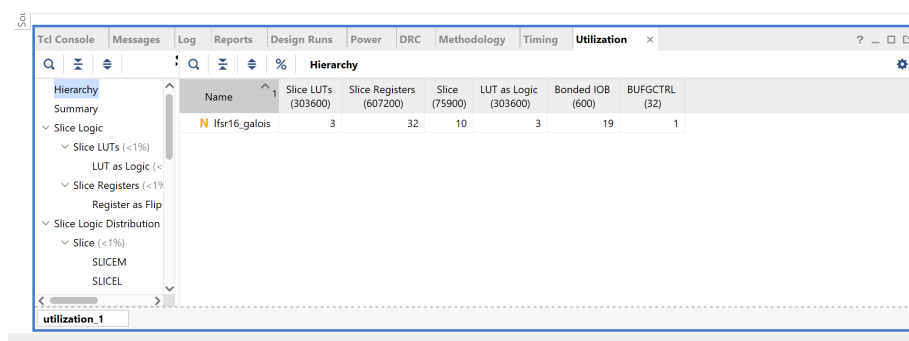 Sou
Tcl Console Messages Log Reports Design Runs Power DRC Methodology Timing Utilization × ? _
% Hierarchy
Hierarchy
Summary
Slice Logic
Slice LUTs (<1%)
LUT as Logic (<
Slice Registers (<1%
Register as Flip
Slice Logic Distribution
Slice (<1%)
SLICEM
SLICEL
Name 1 Slice LUTs (303600) Slice Registers (607200) Slice (75900) LUT as Logic (303600) Bonded IOB (600) BUFGCTRL (32)
N lfsr16_galois 3 32 10 3 19 1
utilization_1